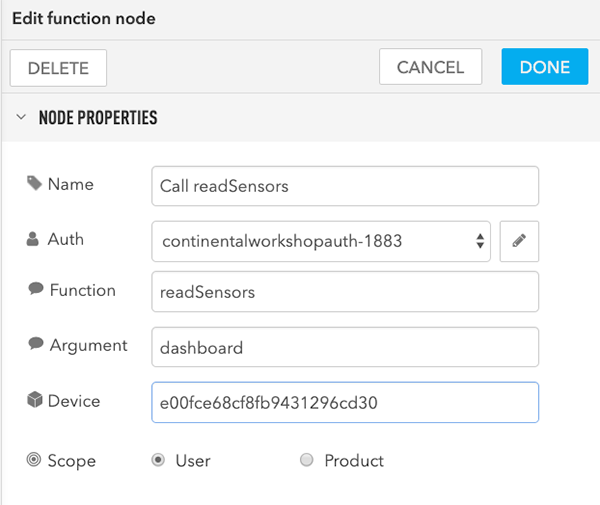 Edit function node
DELETE
CANCEL
DONE
NODE PROPERTIES
Name
Call readSensors
Auth
continentalworkshopauth-1883
Function
readSensors
Argument
dashboard
Device
e00fce68cf8fb9431296cd30
Scope
User
Product